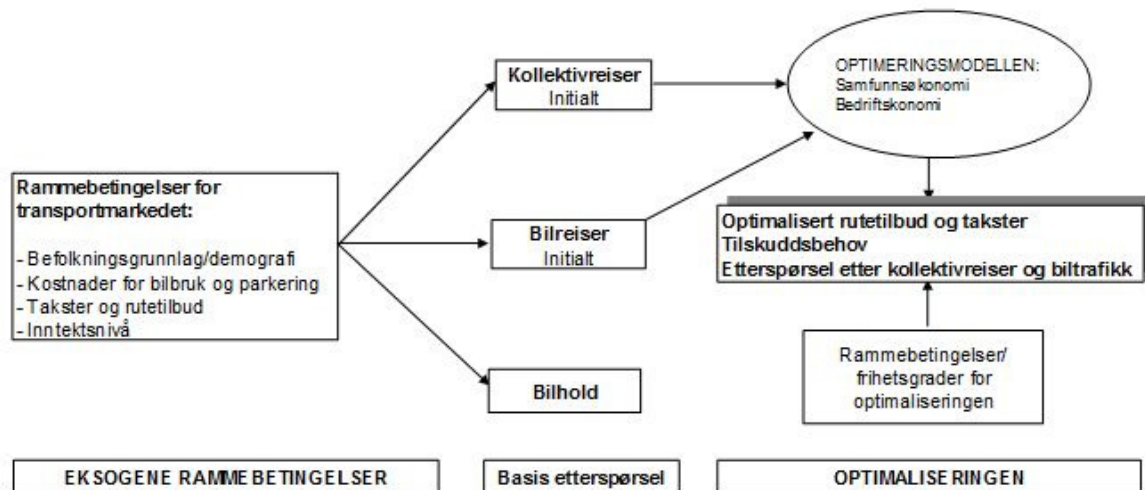 Rammebetingelser for
transportmarkedet:
- Befolkningsgrunnlag/demografi
- Kostnader for bilbruk og parkering
- Takster og rutetilbud
- Inntektsnivå
Kollektivreiser
Initialt
Bilreiser
Initialt
Bilhold
OPTIMERINGSMODELLEN:
Samfunnsøkonomi
Bedriftskonomi
Optimalisert rutetilbud og takster
Tilskuddsbehov
Etterspørsel etter kollektivreiser og biltrafikk
Rammebetingelser/
frihetsgrader for
optimaliseringen
EKSOGENE RAMMEBETINGELSER
Basis etterspørsel
OPTIMALISERINGEN